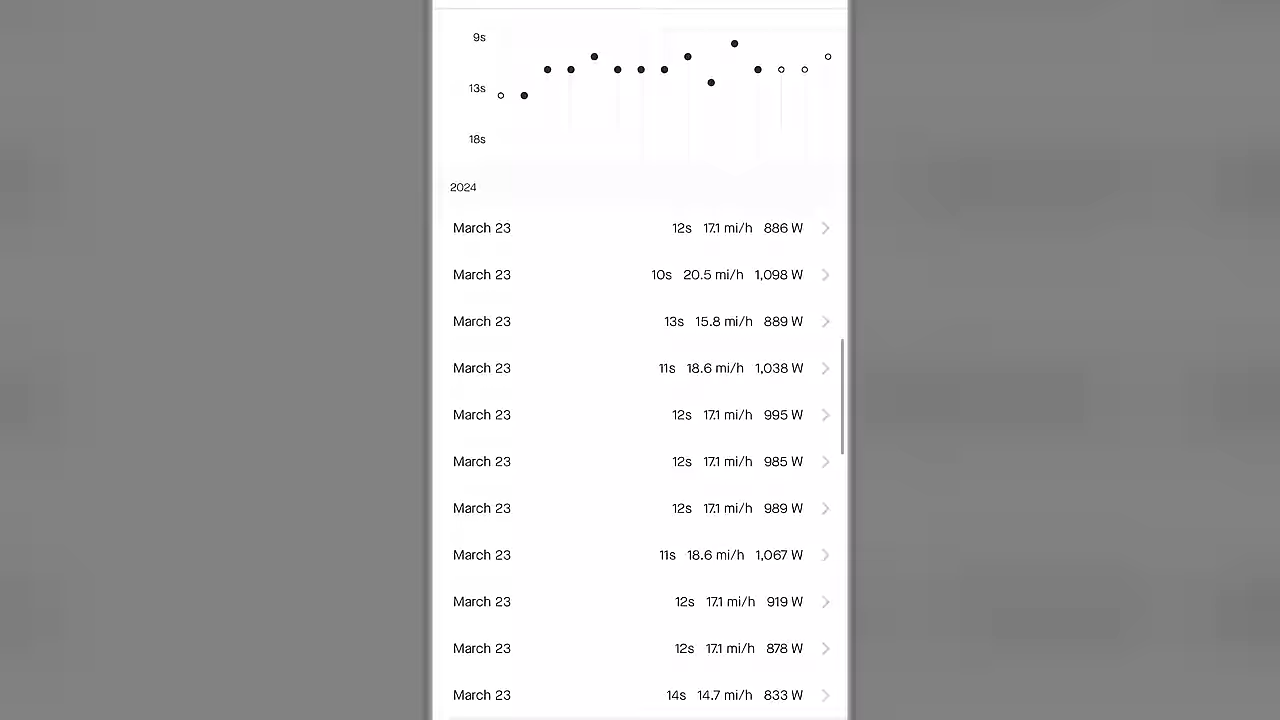 9s
13s
18s
2024
March 23 12s 17.1 mi/h 886 W
March 23 10s 20.5 mi/h 1,098 W
March 23 13s 15.8 mi/h 889 W
March 23 11s 18.6 mi/h 1,038 W
March 23 12s 17.1 mi/h 995 W
March 23 12s 17.1 mi/h 985 W
March 23 12s 17.1 mi/h 989 W
March 23 11s 18.6 mi/h 1,067 W
March 23 12s 17.1 mi/h 919 W
March 23 12s 17.1 mi/h 878 W
March 23 14s 14.7 mi/h 833 W